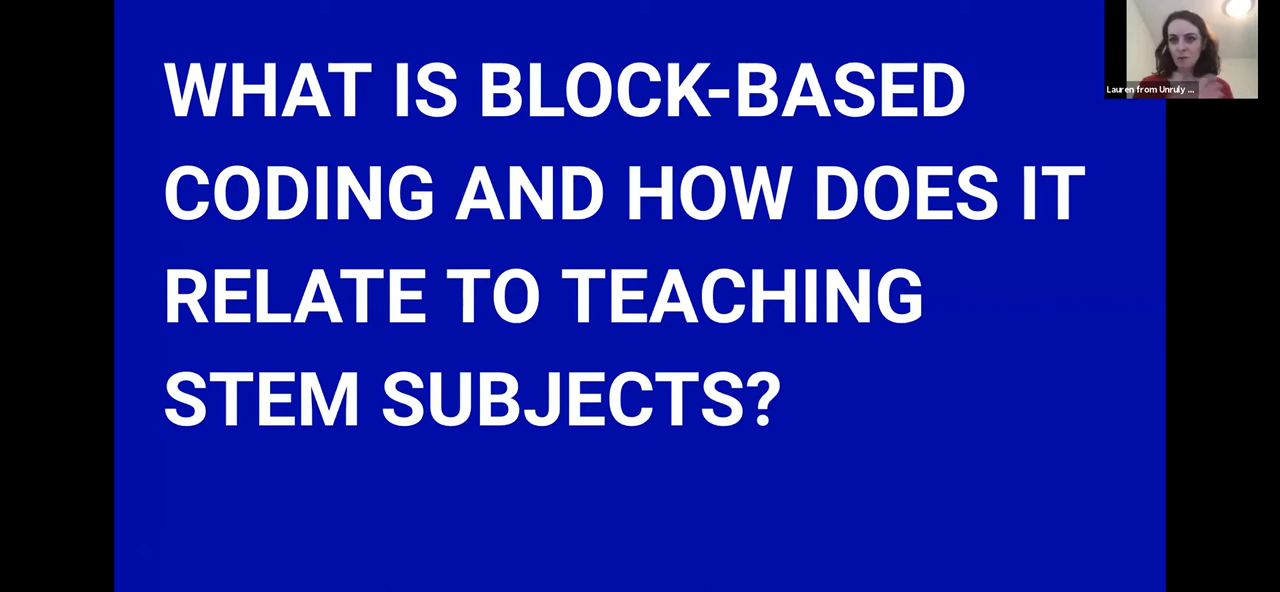 WHAT IS BLOCK-BASED
CODING AND HOW DOES IT
RELATE TO TEACHING
STEM SUBJECTS?
Lauren from Unruly ...